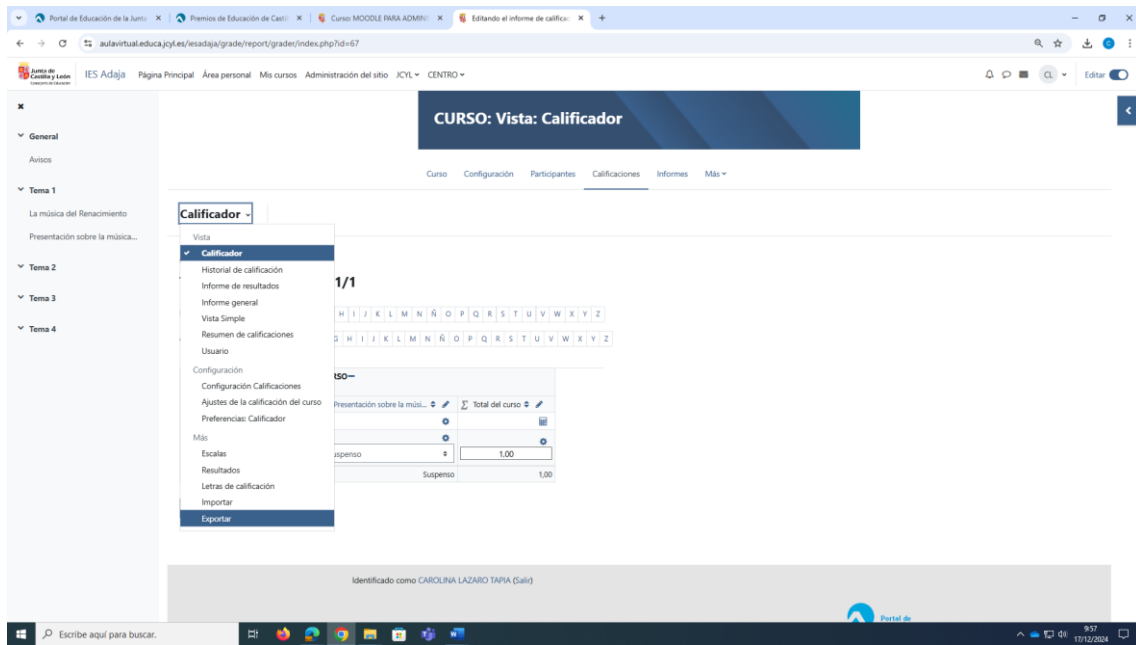 Portal de Educación de la Junta
Premios de Educación de Castil
Curso: MOODLE PARA ADMINI
Editando el informe de calificac
aulavirtual.educa.jcyl.es/iesadaja/grade/report/grader/index.php?id=67
Junta de Castilla y León
IES Adaja Página Principal Área personal Mis cursos Administración del sitio JCYL CENTRO
CL Editar
CURSO: Vista: Calificador
General
Avisos
Tema 1
La música del Renacimiento
Presentación sobre la música...
Tema 2
Tema 3
Tema 4
Curso Configuración Participantes Calificaciones Informes Más
Calificador
Vista
Calificador
Historial de calificación
Informe de resultados
Informe general
Vista Simple
Resumen de calificaciones
Usuario
Configuración
Configuración Calificaciones
Ajustes de la calificación del curso
Preferencias: Calificador
Más
Escalas
Resultados
Letras de calificación
Importar
Exportar
1/1
H I J K L M N Ñ O P Q R S T U V W X Y Z
G H I J K L M N Ñ O P Q R S T U V W X Y Z
RSO
Presentación sobre la músi... Σ Total del curso
uspenso 1,00
Suspenso 1,00
Identificado como CAROLINA LAZARO TAPIA (Salir)
Portal de
Escribe aquí para buscar.
9:57
17/12/2024